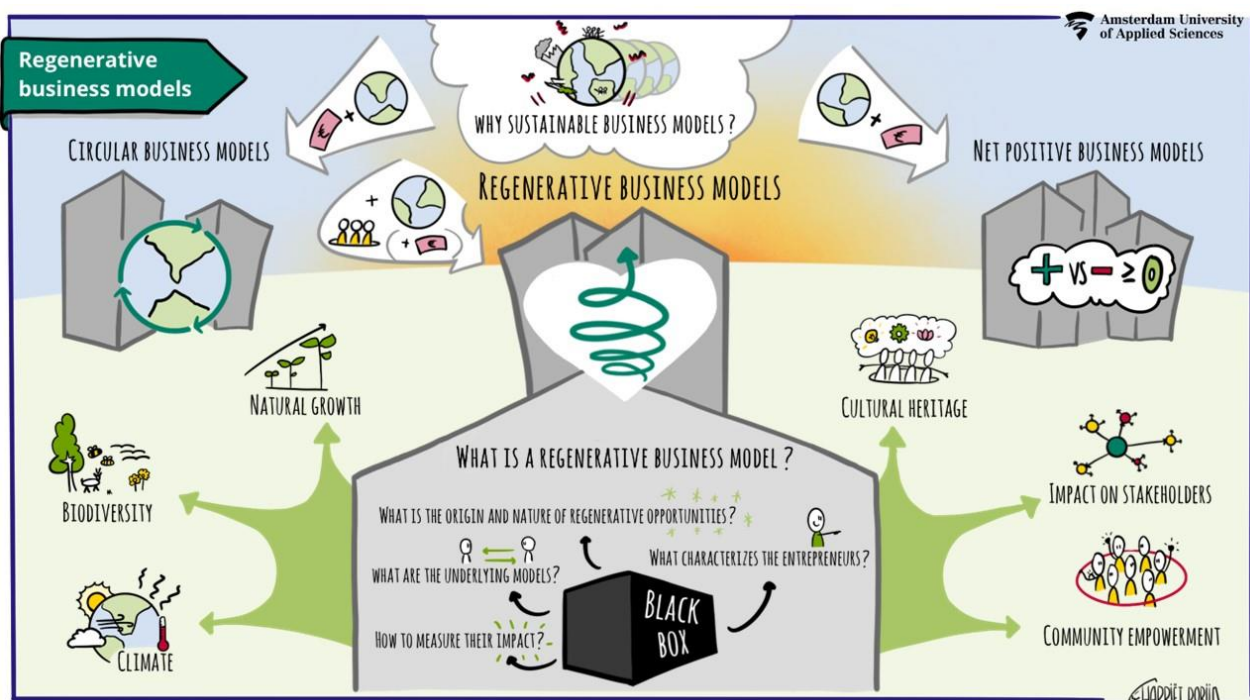 Amsterdam University
of Applied Sciences
Regenerative
business models
WHY SUSTAINABLE BUSINESS MODELS?
CIRCULAR BUSINESS MODELS
NET POSITIVE BUSINESS MODELS
REGENERATIVE BUSINESS MODELS
+ VS - ≥ 0
NATURAL GROWTH
CULTURAL HERITAGE
BIODIVERSITY
IMPACT ON STAKEHOLDERS
CLIMATE
COMMUNITY EMPOWERMENT
WHAT IS A REGENERATIVE BUSINESS MODEL?
WHAT IS THE ORIGIN AND NATURE OF REGENERATIVE OPPORTUNITIES?
WHAT CHARACTERIZES THE ENTREPRENEURS?
WHAT ARE THE UNDERLYING MODELS?
HOW TO MEASURE THEIR IMPACT?
BLACK
BOX